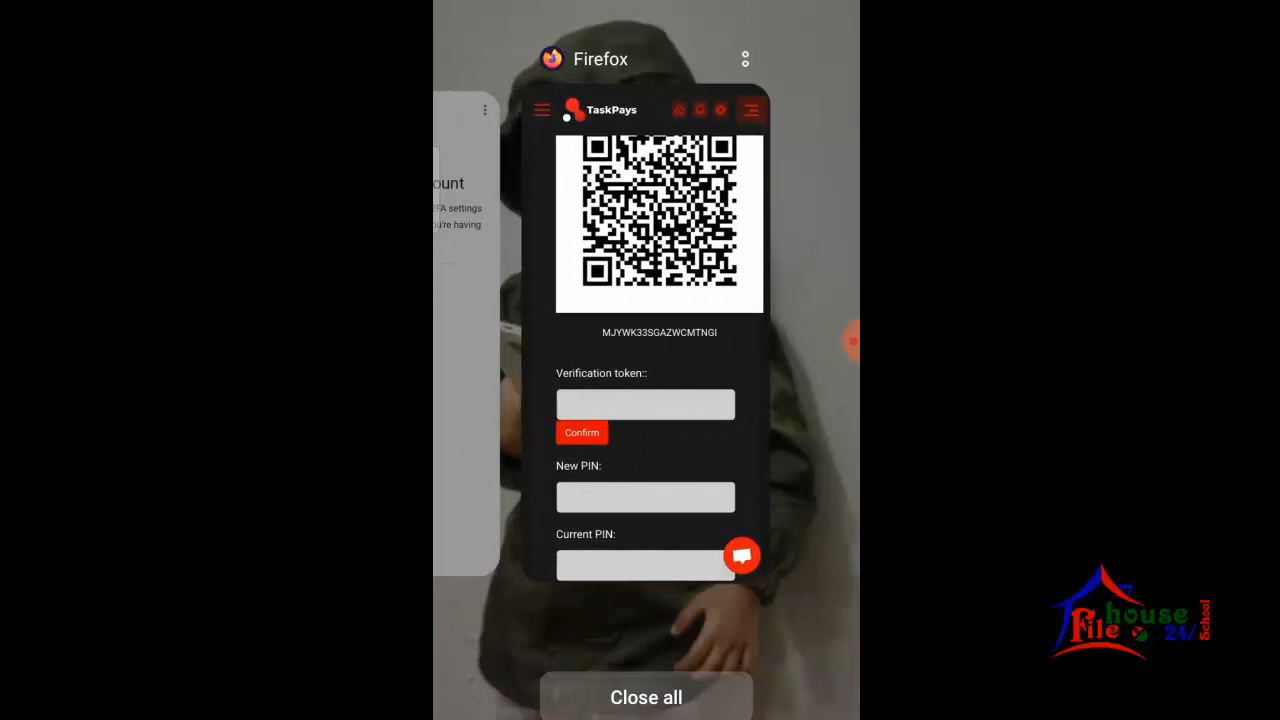 Firefox
TaskPays
ount
FA settings
u're having
MJYWK33SGAZWCMTNGI
Verification token::
Confirm
New PIN:
Current PIN:
Close all
House
File 24/7
School